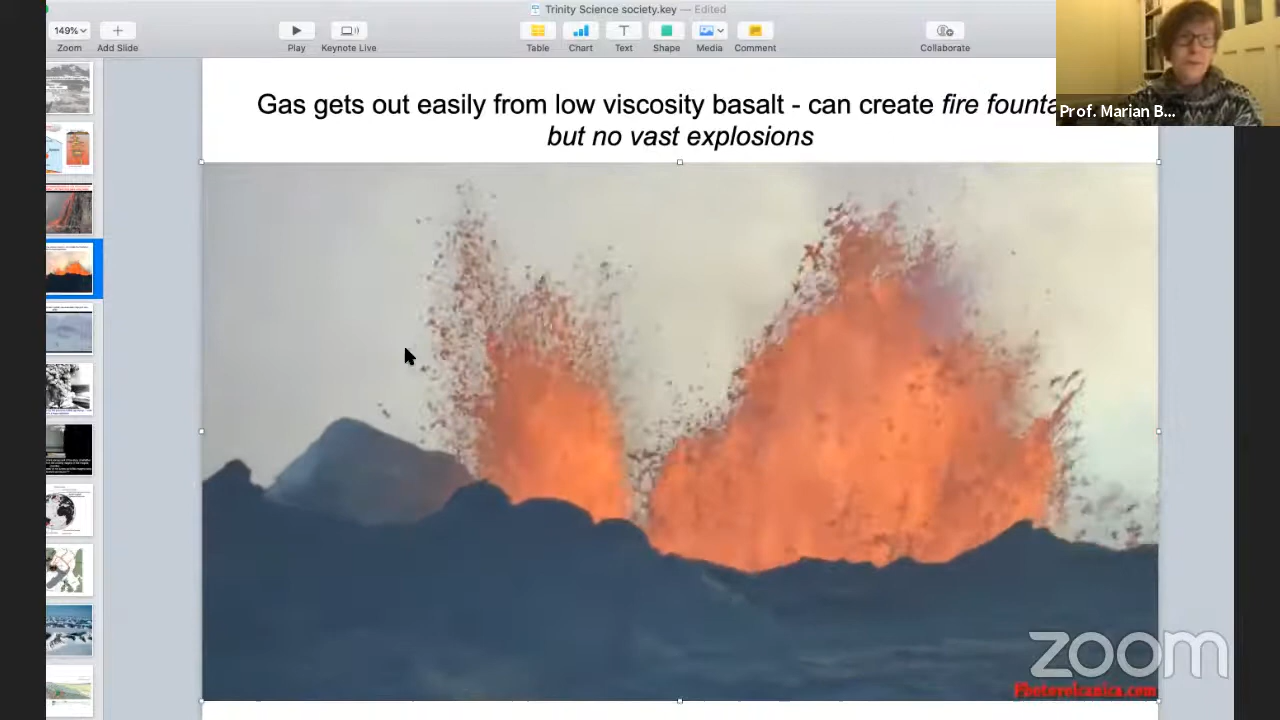 Trinity Science society.key — Edited
149%
Zoom
Add Slide
Play
Keynote Live
Table
Chart
Text
Shape
Media
Comment
Collaborate
Prof. Marian B...
Gas gets out easily from low viscosity basalt - can create fire founta
but no vast explosions
zoom
Photovolcanica.com